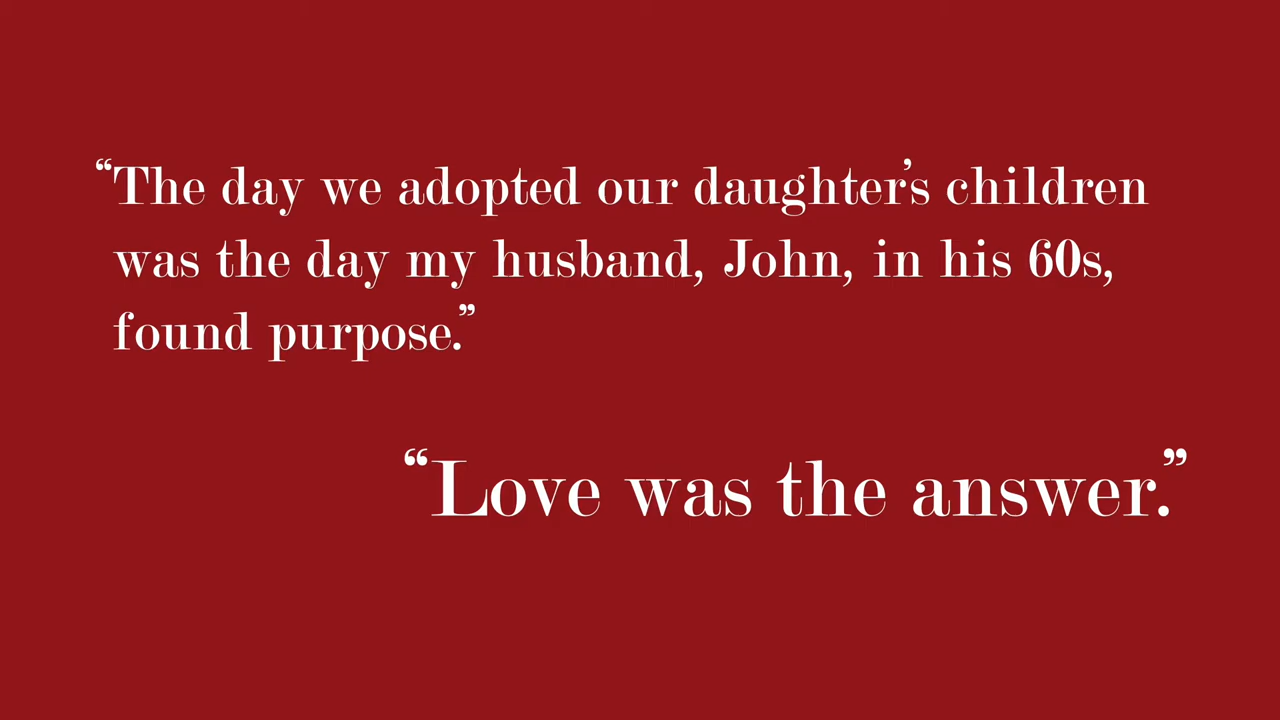 “The day we adopted our daughter’s children
was the day my husband, John, in his 60s,
found purpose.”
“Love was the answer.”